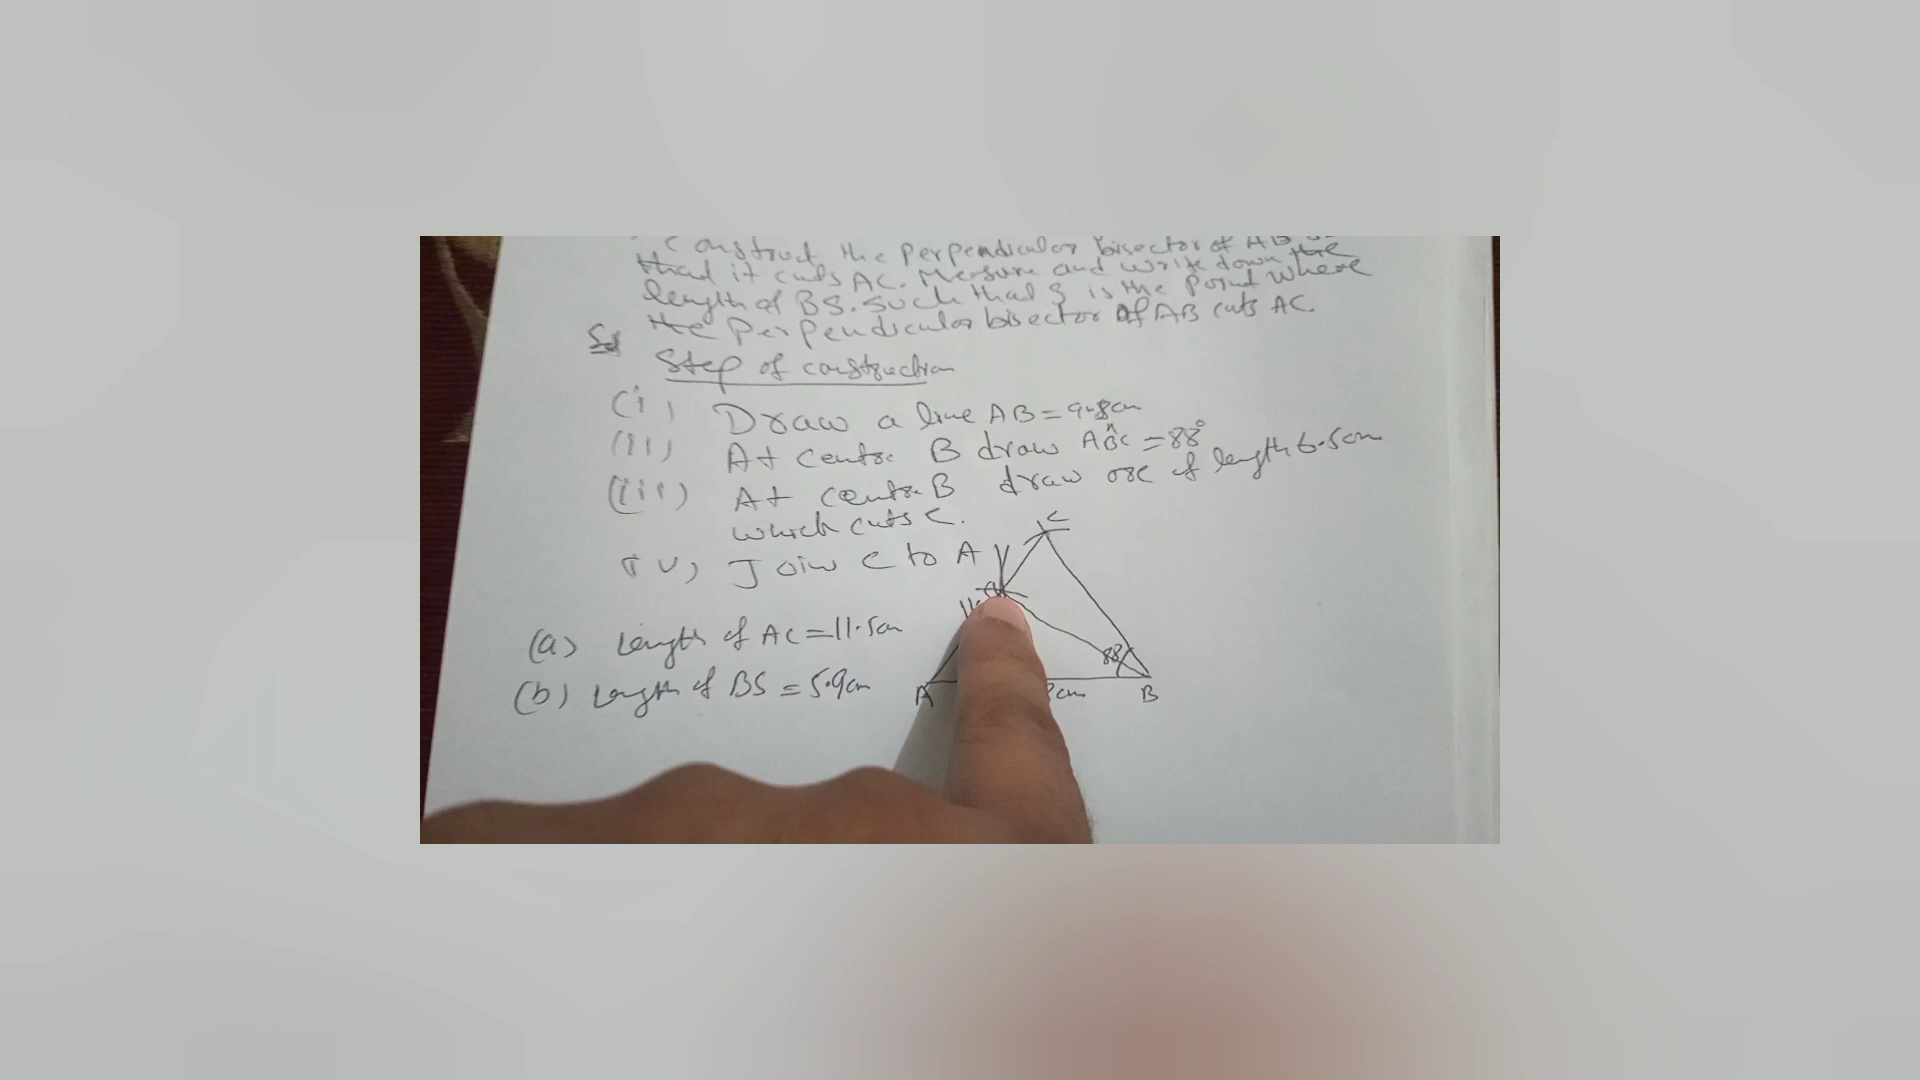 Construct the perpendicular bisector of AB
that it cuts AC. Measure and write down the
length of BS. Such that S is the point where
the perpendicular bisector of AB cuts AC.
Sol
Step of construction
(i) Draw a line AB = 9.8cm
(ii) At centre B draw ABC = 88°
(iii) At centre B draw arc of length 6.5cm
which cuts C.
iv) Join C to A
(a) Length of AC = 11.5cm
(b) Length of BS = 5.9cm
C
88
A
cm
B